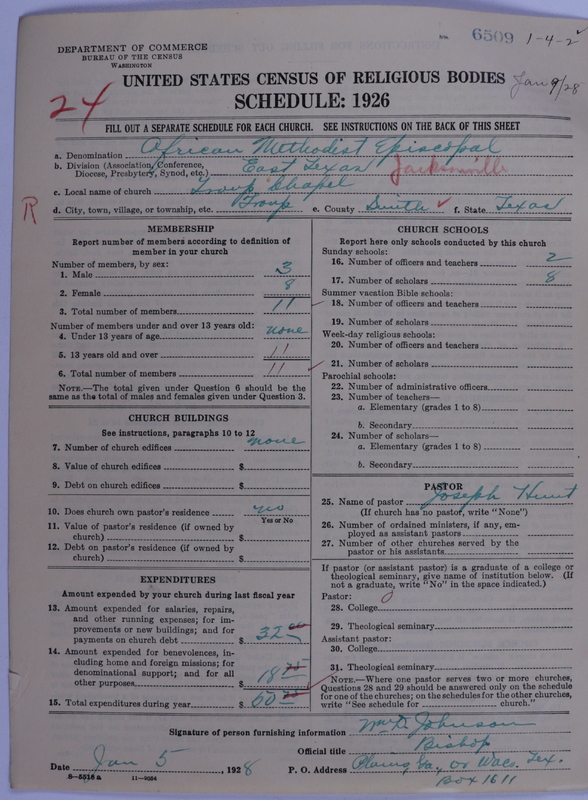 6509 1-4-2
DEPARTMENT OF COMMERCE
BUREAU OF THE CENSUS
WASHINGTON
UNITED STATES CENSUS OF RELIGIOUS BODIES
Jan 9/28
24
SCHEDULE: 1926
FILL OUT A SEPARATE SCHEDULE FOR EACH CHURCH. SEE INSTRUCTIONS ON THE BACK OF THIS SHEET
a. Denomination African Methodist Episcopal
b. Division (Association, Conference, Diocese, Presbytery, Synod, etc.) East Texas Jacksonville
c. Local name of church Troup Chapel
R
d. City, town, village, or township, etc. Troup e. County Smith f. State Texas
MEMBERSHIP
Report number of members according to definition of member in your church
Number of members, by sex:
1. Male 3
2. Female 8
3. Total number of members 11
Number of members under and over 13 years old:
4. Under 13 years of age none
5. 13 years old and over 11
6. Total number of members 11
NOTE.—The total given under Question 6 should be the same as the total of males and females given under Question 3.
CHURCH BUILDINGS
See instructions, paragraphs 10 to 12
7. Number of church edifices none
8. Value of church edifices $
9. Debt on church edifices $
10. Does church own pastor's residence no
Yes or No
11. Value of pastor's residence (if owned by church) $
12. Debt on pastor's residence (if owned by church) $
EXPENDITURES
Amount expended by your church during last fiscal year
13. Amount expended for salaries, repairs, and other running expenses; for improvements or new buildings; and for payments on church debt $ 32
14. Amount expended for benevolences, including home and foreign missions; for denominational support; and for all other purposes $ 18
15. Total expenditures during year $ 50
CHURCH SCHOOLS
Report here only schools conducted by this church
Sunday schools:
16. Number of officers and teachers 2
17. Number of scholars 8
Summer vacation Bible schools:
18. Number of officers and teachers
19. Number of scholars
Week-day religious schools:
20. Number of officers and teachers
21. Number of scholars
Parochial schools:
22. Number of administrative officers
23. Number of teachers—
a. Elementary (grades 1 to 8)
b. Secondary
24. Number of scholars—
a. Elementary (grades 1 to 8)
b. Secondary
PASTOR
25. Name of pastor Joseph Hunt
(If church has no pastor, write "None")
26. Number of ordained ministers, if any, employed as assistant pastors
27. Number of other churches served by the pastor or his assistants
If pastor (or assistant pastor) is a graduate of a college or theological seminary, give name of institution below. (If not a graduate, write "No" in the space indicated.)
Pastor:
28. College 0
29. Theological seminary
Assistant pastor:
30. College
31. Theological seminary
NOTE.—Where one pastor serves two or more churches, Questions 28 and 29 should be answered only on the schedule for one of the churches; on the schedules for the other churches, write "See schedule for church."
Signature of person furnishing information Wm D. Johnson
Official title Bishop
Date Jan 5, 1928 P. O. Address Plains Ga, or Waco, Tex.
Box 1611
8—5516a 11—9084